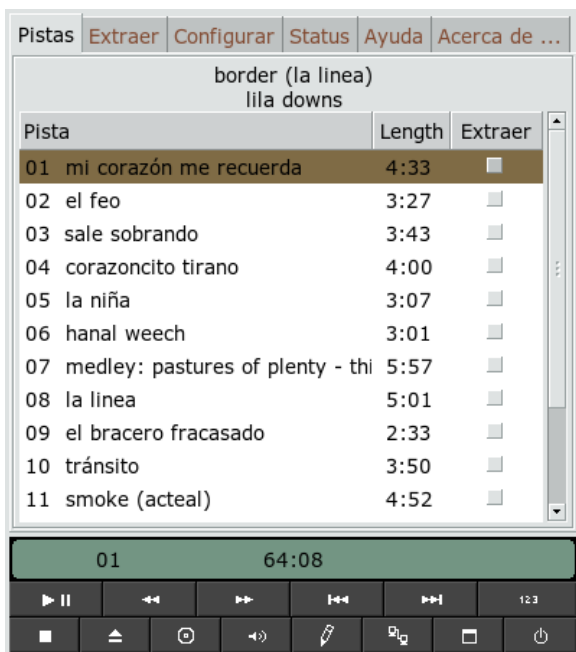 Pistas Extraer Configurar Status Ayuda Acerca de ...
border (la linea)
lila downs
Pista Length Extraer
01 mi corazón me recuerda 4:33
02 el feo 3:27
03 sale sobrando 3:43
04 corazoncito tirano 4:00
05 la niña 3:07
06 hanal weech 3:01
07 medley: pastures of plenty - thi 5:57
08 la linea 5:01
09 el bracero fracasado 2:33
10 tránsito 3:50
11 smoke (acteal) 4:52
01 64:08
123